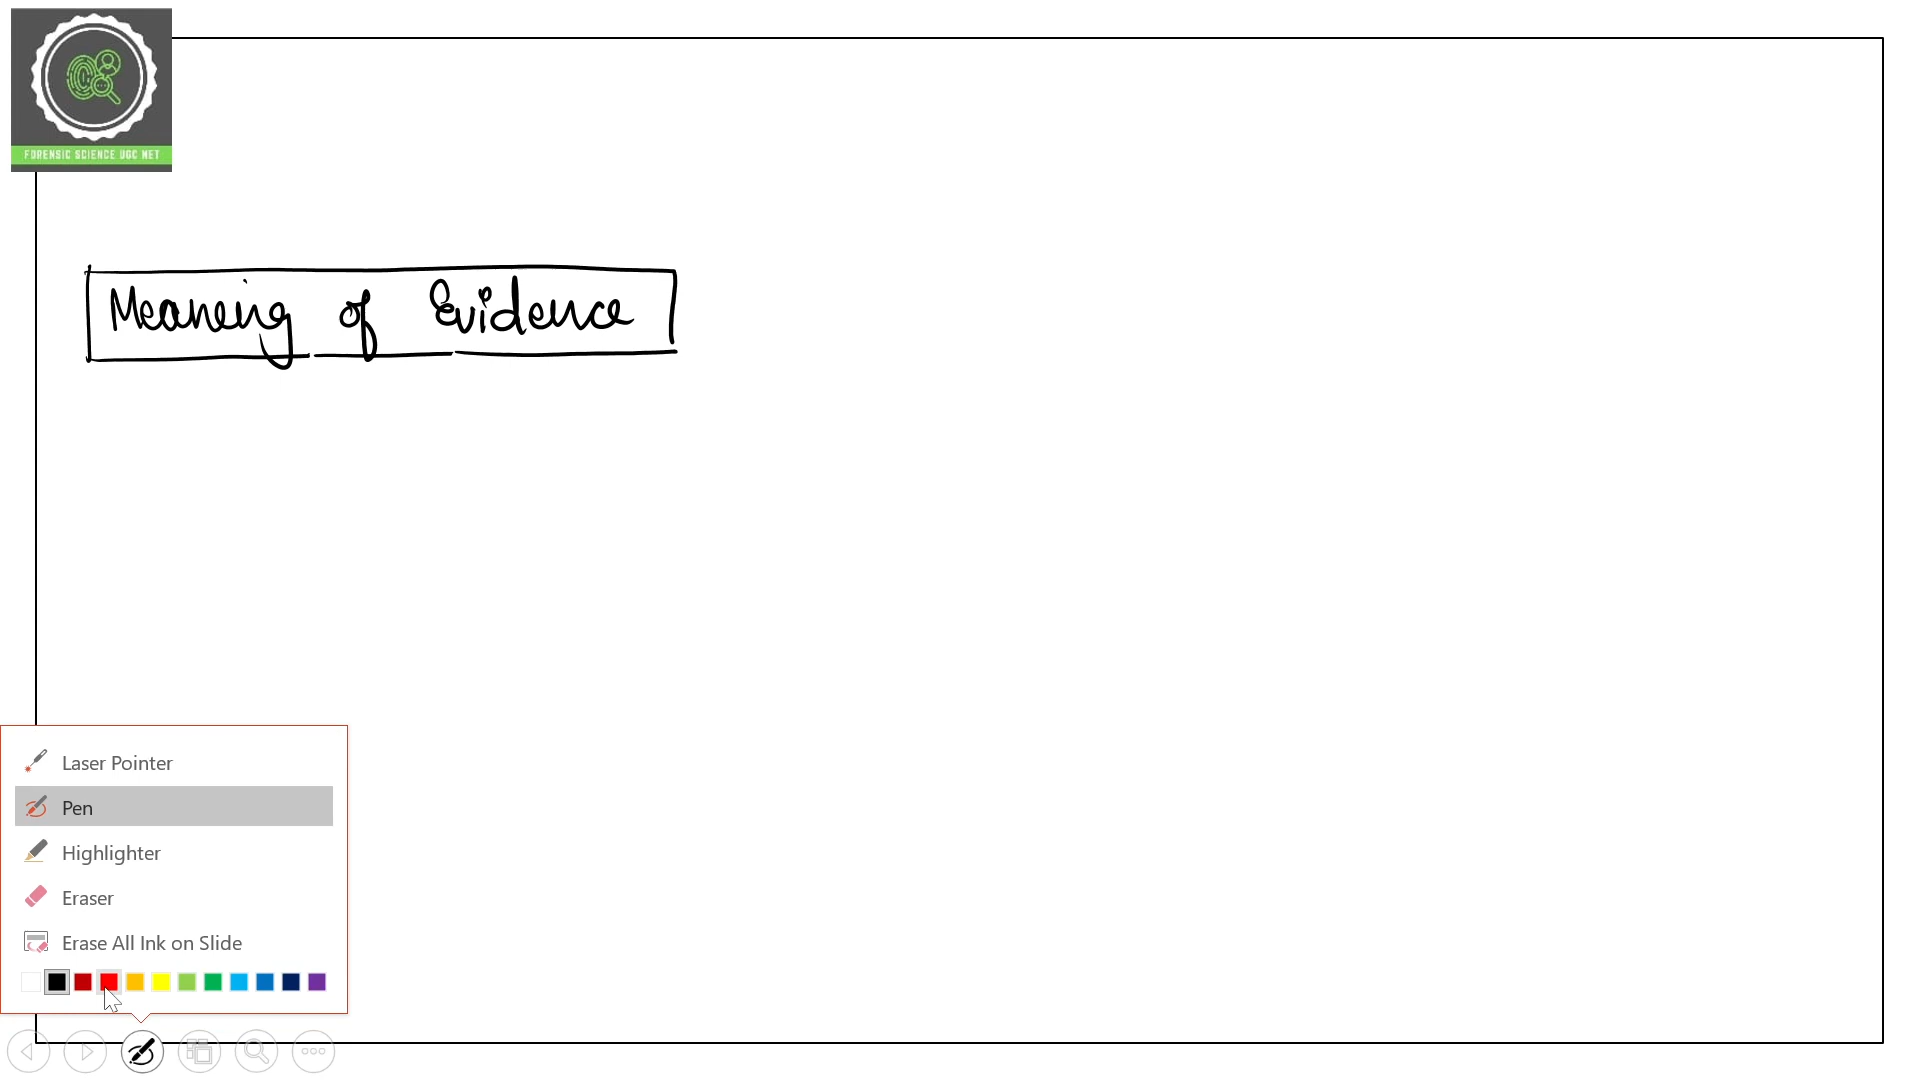 FORENSIC SCIENCE UGC NET
Meaning of Evidence
Laser Pointer
Pen
Highlighter
Eraser
Erase All Ink on Slide